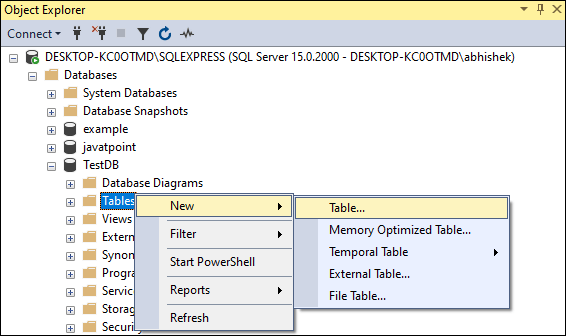 Object Explorer
Connect
DESKTOP-KC0OTMD\SQLEXPRESS (SQL Server 15.0.2000 - DESKTOP-KC0OTMD\abhishek)
Databases
System Databases
Database Snapshots
example
javatpoint
TestDB
Database Diagrams
Tables New Table...
Views Memory Optimized Table...
Extern Filter Temporal Table
Synon Start PowerShell External Table...
Progra
Servic Reports File Table...
Storag Refresh
Securit